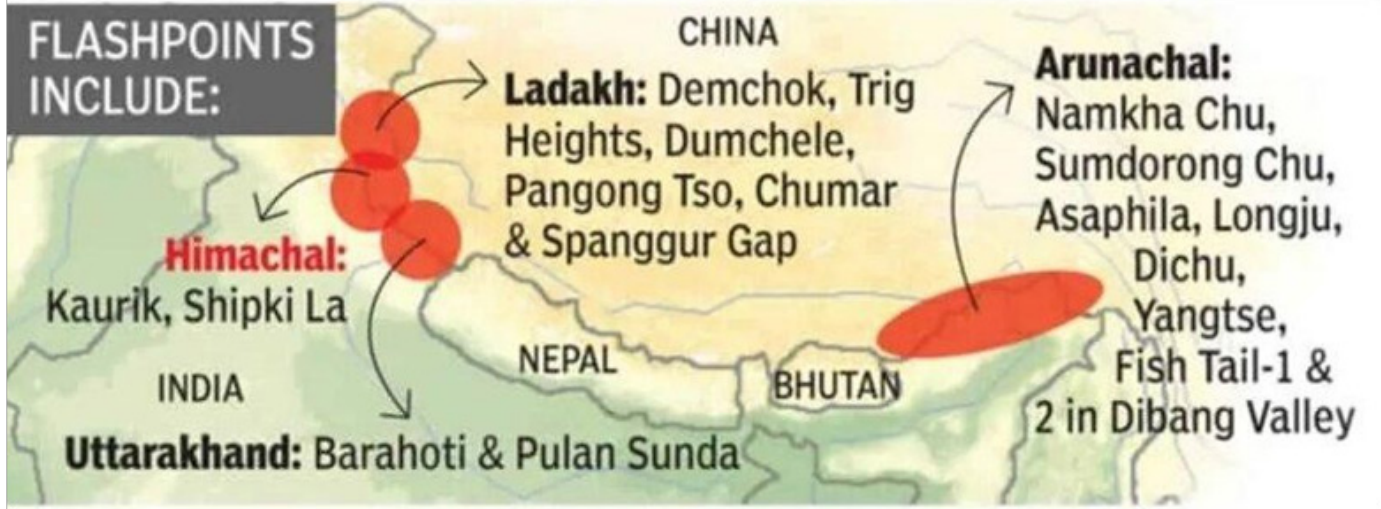 FLASHPOINTS
INCLUDE:
CHINA
Ladakh: Demchok, Trig
Heights, Dumchele,
Pangong Tso, Chumar
& Spanggur Gap
Arunachal:
Namkha Chu,
Sumdorong Chu,
Asaphila, Longju,
Dichu,
Yangtse,
Fish Tail-1 &
2 in Dibang Valley
Himachal:
Kaurik, Shipki La
INDIA
NEPAL
BHUTAN
Uttarakhand: Barahoti & Pulan Sunda